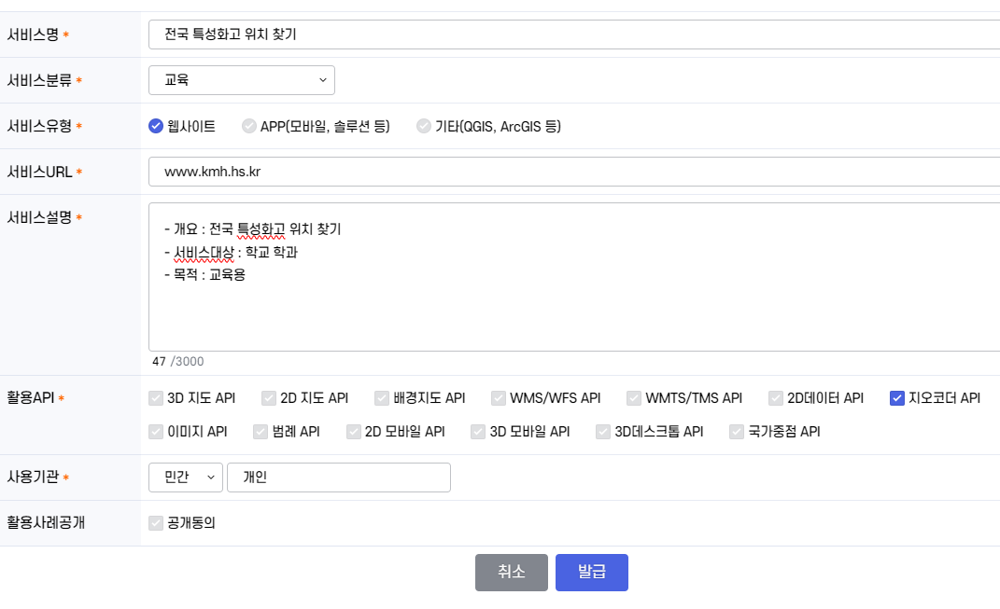 서비스명 * 전국 특성화고 위치 찾기
서비스분류 * 교육
서비스유형 * 웹사이트 APP(모바일, 솔루션 등) 기타(QGIS, ArcGIS 등)
서비스URL * www.kmh.hs.kr
서비스설명 *
- 개요 : 전국 특성화고 위치 찾기
- 서비스대상 : 학교 학과
- 목적 : 교육용
47 /3000
활용API * 3D 지도 API 2D 지도 API 배경지도 API WMS/WFS API WMTS/TMS API 2D데이터 API 지오코더 API
이미지 API 범례 API 2D 모바일 API 3D 모바일 API 3D데스크톱 API 국가중점 API
사용기관 * 민간 개인
활용사례공개 공개동의
취소 발급